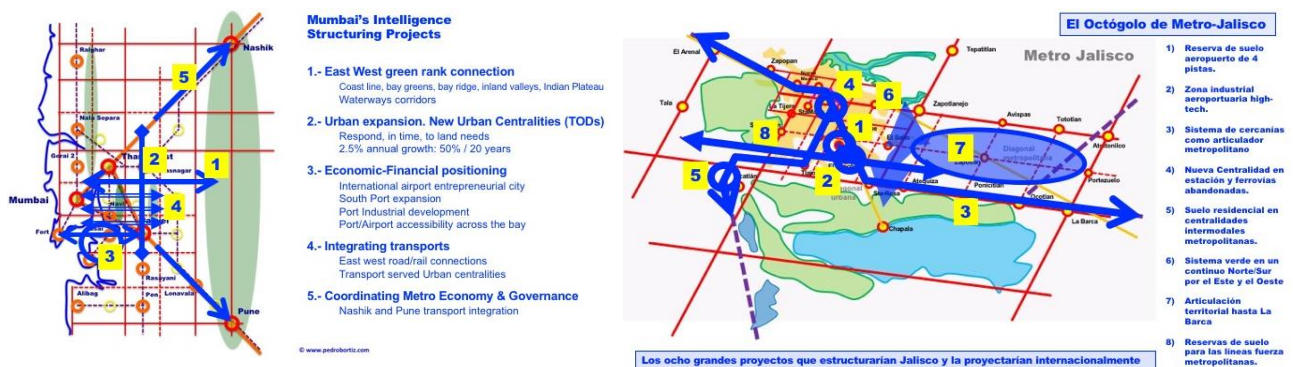 Mumbai's Intelligence
Structuring Projects
1.- East West green rank connection
Coast line, bay greens, bay ridge, inland valleys, Indian Plateau
Waterways corridors
2.- Urban expansion. New Urban Centralities (TODs)
Respond, in time, to land needs
2.5% annual growth: 50% / 20 years
3.- Economic-Financial positioning
International airport entrepreneurial city
South Port expansion
Port Industrial development
Port/Airport accessibility across the bay
4.- Integrating transports
East west road/rail connections
Transport served Urban centralities
5.- Coordinating Metro Economy & Governance
Nashik and Pune transport integration
© www.pedrobortiz.com
Nashik
5
Nala Sopara
2
1
Gorai 2
Mumbai
4
Fort
3
Rasayani
Alibag
Pen
Lonavala
Pune
El Octógolo de Metro-Jalisco
Metro Jalisco
El Arenal
Zapopan
Tepatitlan
Tala
4
6
Zapotlanejo
Avispas
Tototlan
Atotonilco
8
1
7
Diagonal
metropolitana
Portezuelo
5
2
Atequiza
Poncitlan
Ocotlan
3
La Barca
Chapala
1) Reserva de suelo
aeropuerto de 4
pistas.
2) Zona industrial
aeroportuaria high-
tech.
3) Sistema de cercanías
como articulador
metropolitano
4) Nueva Centralidad en
estación y ferrovías
abandonadas.
5) Suelo residencial en
centralidades
intermodales
metropolitanas.
6) Sistema verde en un
continuo Norte/Sur
por el Este y el Oeste
7) Articulación
territorial hasta La
Barca
8) Reservas de suelo
para las líneas fuerza
metropolitanas.
Los ocho grandes proyectos que estructurarían Jalisco y la proyectarían internacionalmente